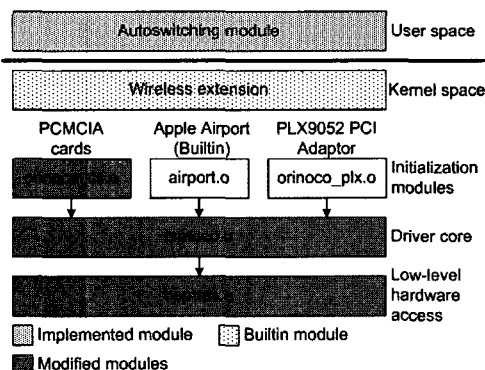 Autoswitching module
User space
Wireless extension
Kernel space
PCMCIA
cards
Apple Airport
(Builtin)
PLX9052 PCI
Adaptor
airport.o
orinoco_plx.o
Initialization
modules
Driver core
Low-level
hardware
access
Implemented module
Builtin module
Modified modules